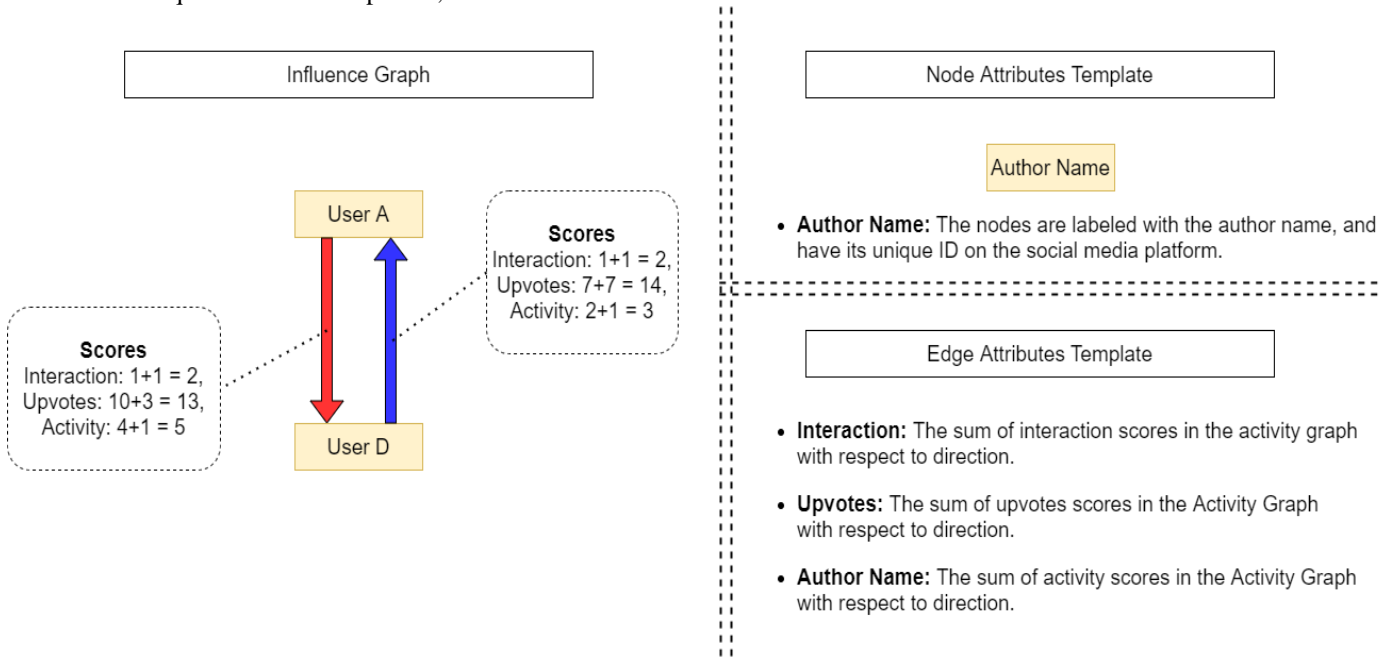 Influence Graph
User A
Scores
Interaction: 1+1 = 2,
Upvotes: 7+7 = 14,
Activity: 2+1 = 3
Scores
Interaction: 1+1 = 2,
Upvotes: 10+3 = 13,
Activity: 4+1 = 5
User D
Node Attributes Template
Author Name
• Author Name: The nodes are labeled with the author name, and
have its unique ID on the social media platform.
Edge Attributes Template
• Interaction: The sum of interaction scores in the activity graph
with respect to direction.
• Upvotes: The sum of upvotes scores in the Activity Graph
with respect to direction.
• Author Name: The sum of activity scores in the Activity Graph
with respect to direction.